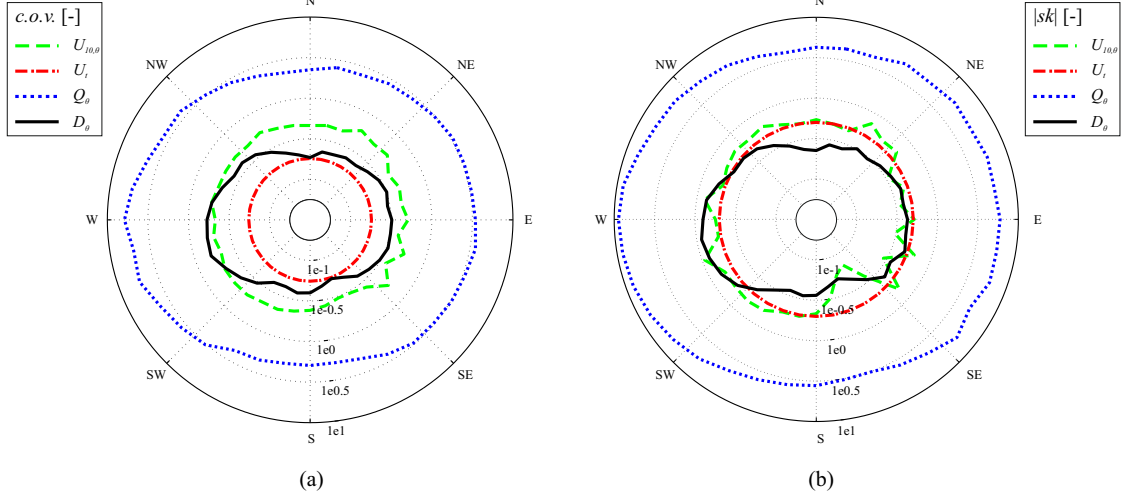 c.o.v. [-]
U10,θ
Ut
Qθ
Dθ
N
NE
E
SE
S
SW
W
NW
1e-1
1e-0.5
1e0
1e0.5
1e1
(a)
|sk| [-]
U10,θ
Ut
Qθ
Dθ
N
NE
E
SE
S
SW
W
NW
1e-1
1e-0.5
1e0
1e0.5
1e1
(b)